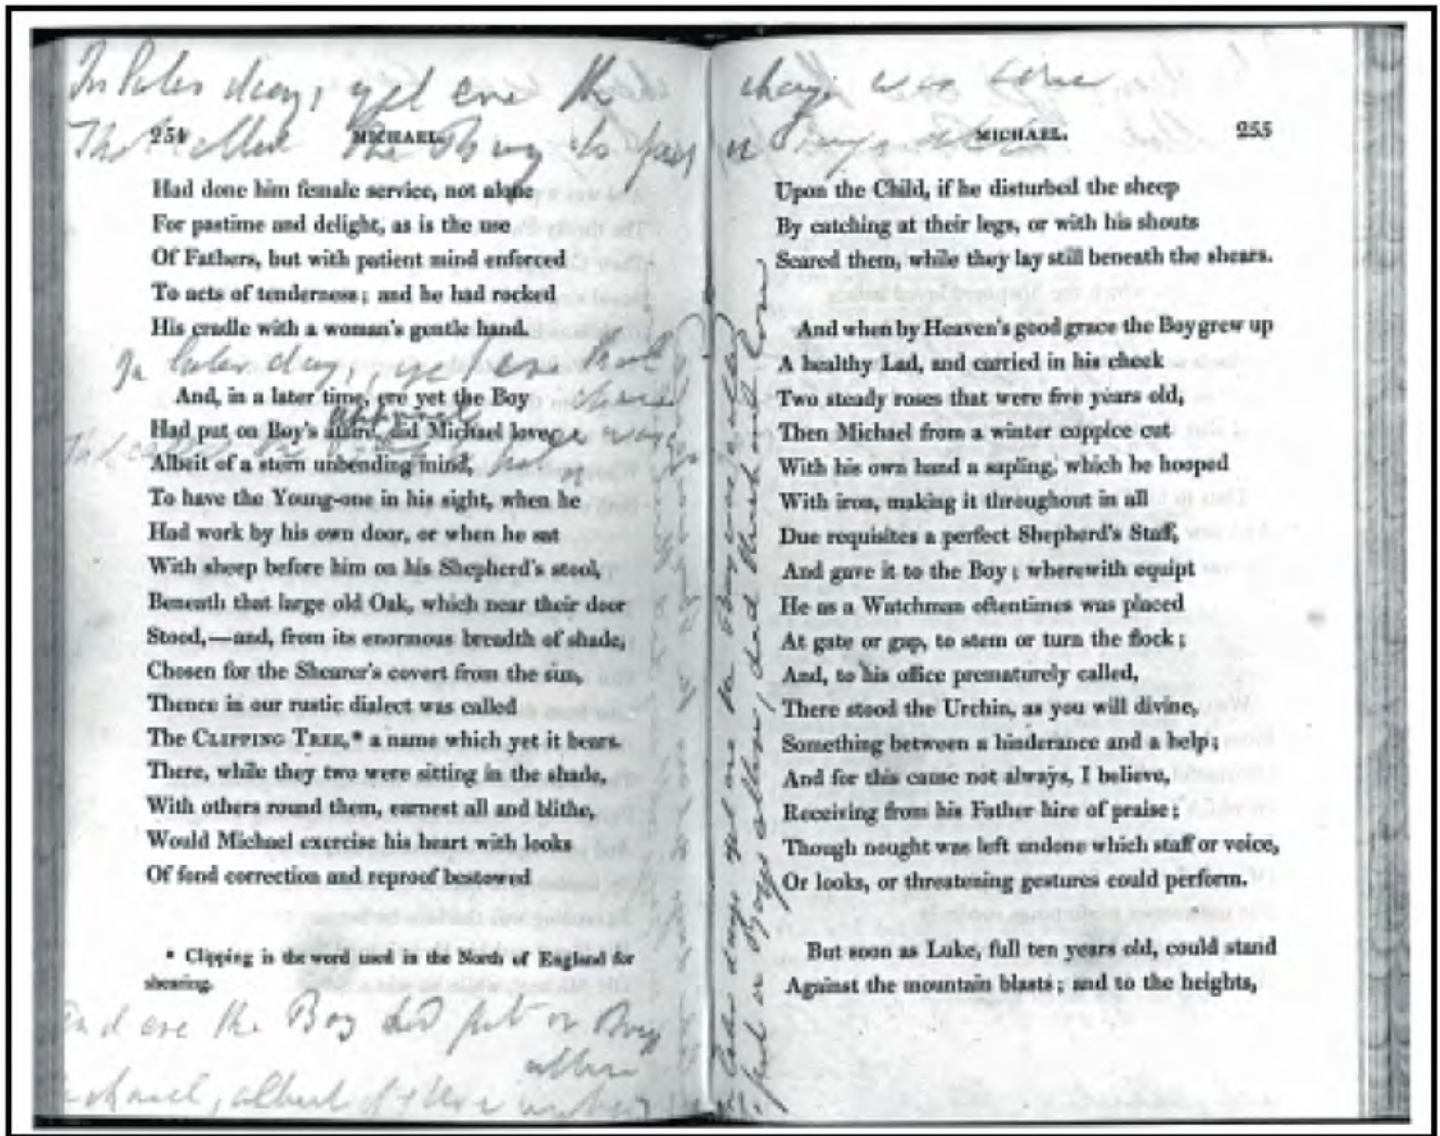 In later days, yet ere the change was
254 MICHAEL.
The the Boy to put on
Had done him female service, not alone
For pastime and delight, as is the use
Of Fathers, but with patient mind enforced
To acts of tenderness; and he had rocked
His cradle with a woman's gentle hand.
In later days, yet ere that
And, in a later time, ere yet the Boy
Had put on Boy's attire, did Michael love,
Albeit of a stern unbending mind,
To have the Young-one in his sight, when he
Had work by his own door, or when he sat
With sheep before him on his Shepherd's stool,
Beneath that large old Oak, which near their door
Stood,—and, from its enormous breadth of shade,
Chosen for the Shearer's covert from the sun,
Thence in our rustic dialect was called
The CLIPPING TREE,* a name which yet it bears.
There, while they two were sitting in the shade,
With others round them, earnest all and blithe,
Would Michael exercise his heart with looks
Of fond correction and reproof bestowed
* Clipping is the word used in the North of England for
shearing.
And ere the Boy had put on Boy
attire
Michael, albeit of stern
MICHAEL. 255
Upon the Child, if he disturbed the sheep
By catching at their legs, or with his shouts
Scared them, while they lay still beneath the shears.
And when by Heaven's good grace the Boy grew up
A healthy Lad, and carried in his cheek
Two steady roses that were five years old,
Then Michael from a winter coppice cut
With his own hand a sapling, which he hooped
With iron, making it throughout in all
Due requisites a perfect Shepherd's Staff,
And gave it to the Boy; wherewith equipt
He as a Watchman oftentimes was placed
At gate or gap, to stem or turn the flock;
And, to his office prematurely called,
There stood the Urchin, as you will divine,
Something between a hinderance and a help;
And for this cause not always, I believe,
Receiving from his Father hire of praise;
Though nought was left undone which staff or voice,
Or looks, or threatening gestures could perform.
But soon as Luke, full ten years old, could stand
Against the mountain blasts; and to the heights,